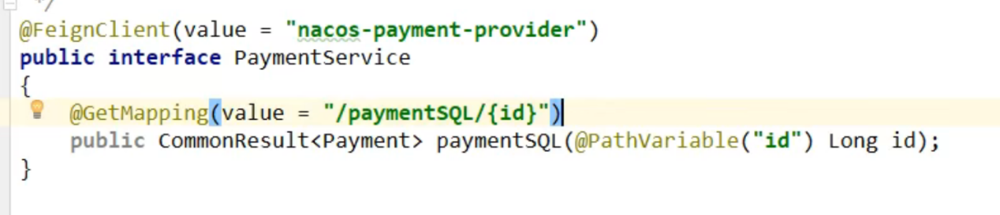 */
@FeignClient(value = "nacos-payment-provider")
public interface PaymentService
{
@GetMapping(value = "/paymentSQL/{id}")
public CommonResult<Payment> paymentSQL(@PathVariable("id") Long id);
}